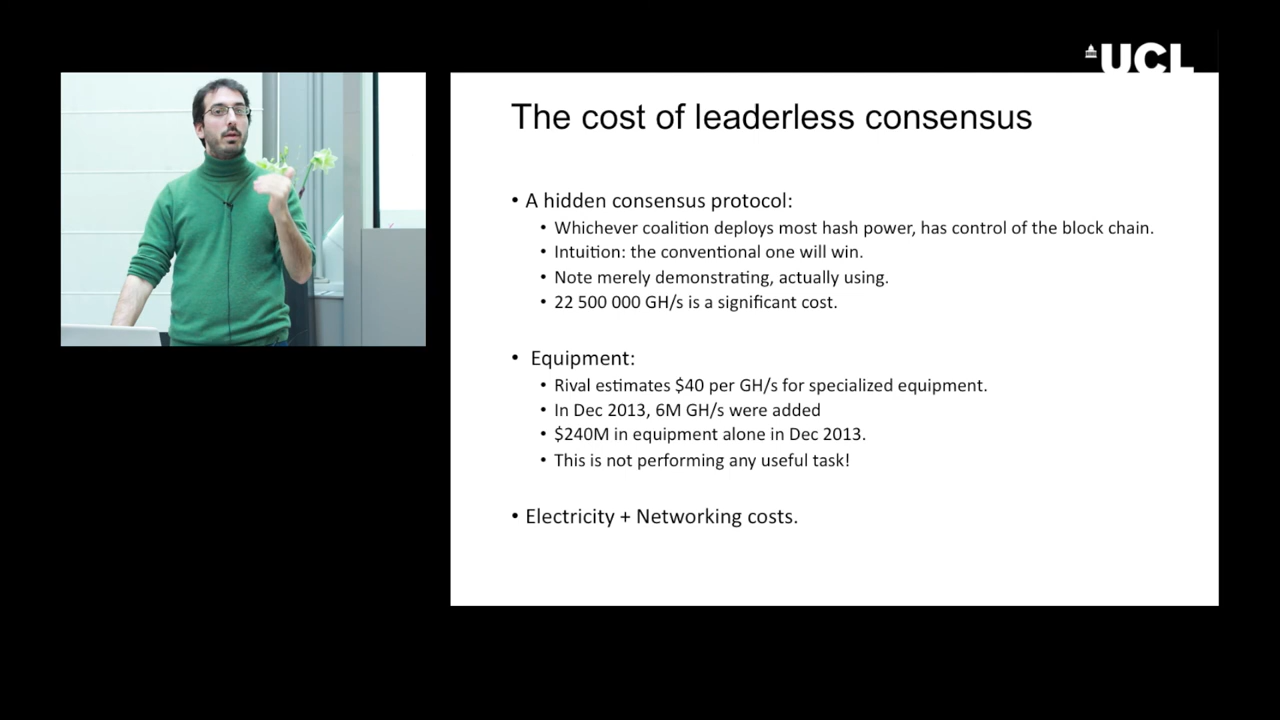 UCL
The cost of leaderless consensus
• A hidden consensus protocol:
• Whichever coalition deploys most hash power, has control of the block chain.
• Intuition: the conventional one will win.
• Note merely demonstrating, actually using.
• 22 500 000 GH/s is a significant cost.
• Equipment:
• Rival estimates $40 per GH/s for specialized equipment.
• In Dec 2013, 6M GH/s were added
• $240M in equipment alone in Dec 2013.
• This is not performing any useful task!
• Electricity + Networking costs.